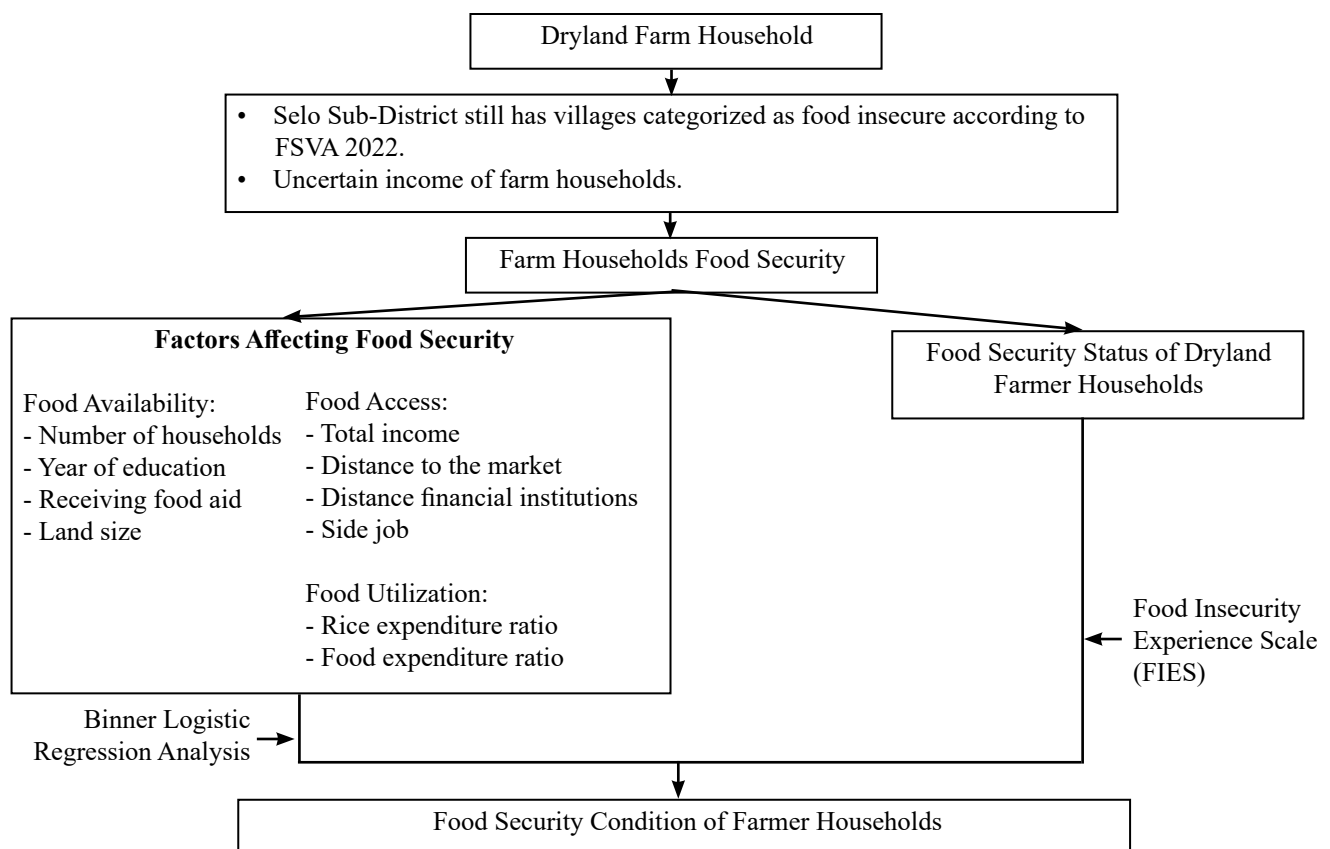 Dryland Farm Household
• Selo Sub-District still has villages categorized as food insecure according to
FSVA 2022.
• Uncertain income of farm households.
Farm Households Food Security
Factors Affecting Food Security
Food Availability:
- Number of households
- Year of education
- Receiving food aid
- Land size
Food Access:
- Total income
- Distance to the market
- Distance financial institutions
- Side job
Food Utilization:
- Rice expenditure ratio
- Food expenditure ratio
Food Security Status of Dryland
Farmer Households
Food Insecurity
Experience Scale
(FIES)
Binner Logistic
Regression Analysis
Food Security Condition of Farmer Households